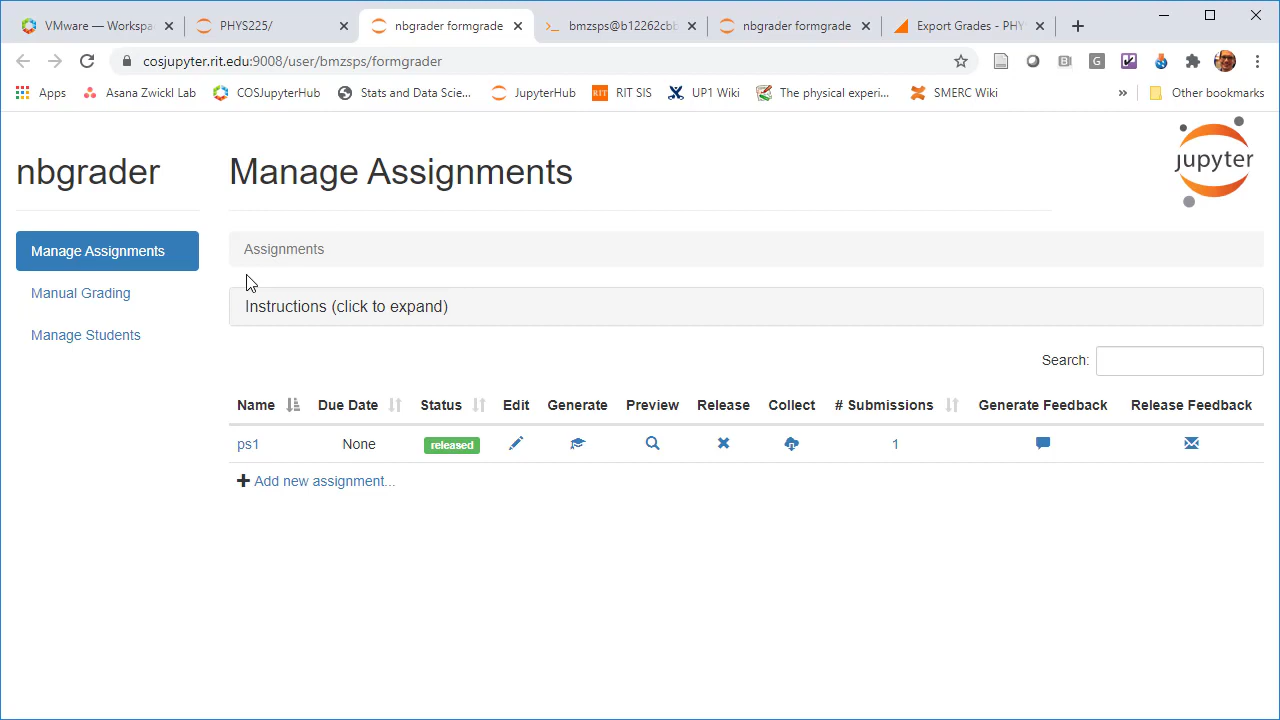 VMware — Workspa
PHYS225/
nbgrader formgrade
bmzsps@b12262cbb
nbgrader formgrade
Export Grades - PHY
cosjupyter.rit.edu:9008/user/bmzsps/formgrader
Apps
Asana Zwickl Lab
COSJupyterHub
Stats and Data Scie...
JupyterHub
RIT
RIT SIS
UP1 Wiki
The physical experi...
SMERC Wiki
»
Other bookmarks
nbgrader
Manage Assignments
jupyter
Manage Assignments
Manual Grading
Manage Students
Assignments
Instructions (click to expand)
Search:
Name Due Date Status Edit Generate Preview Release Collect # Submissions Generate Feedback Release Feedback
ps1 None released 1
Add new assignment...